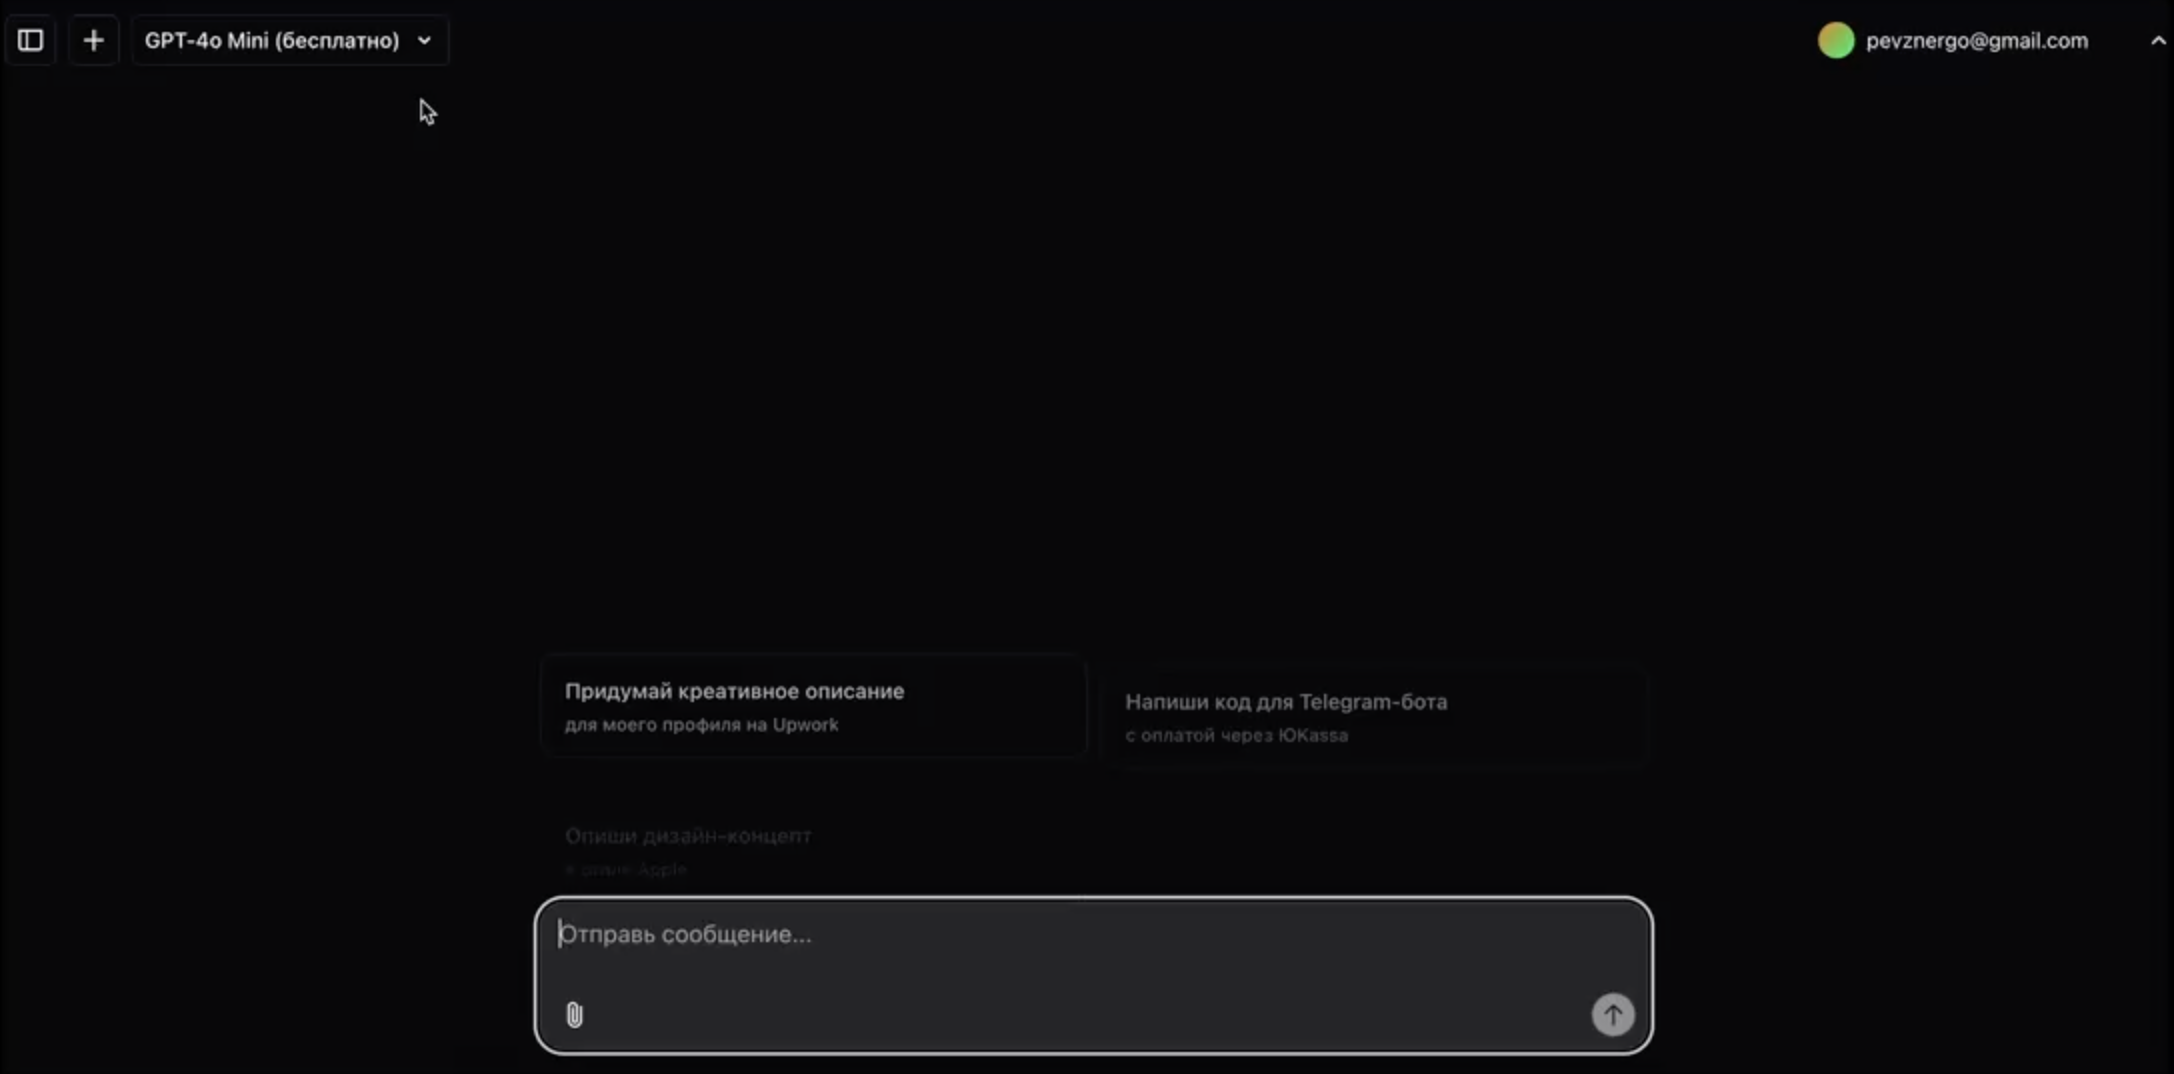 GPT-4o Mini (бесплатно)
pevznergo@gmail.com
Придумай креативное описание
для моего профиля на Upwork
Напиши код для Telegram-бота
с оплатой через ЮKassa
Опиши дизайн-концепт
в стиле Apple
Отправь сообщение...